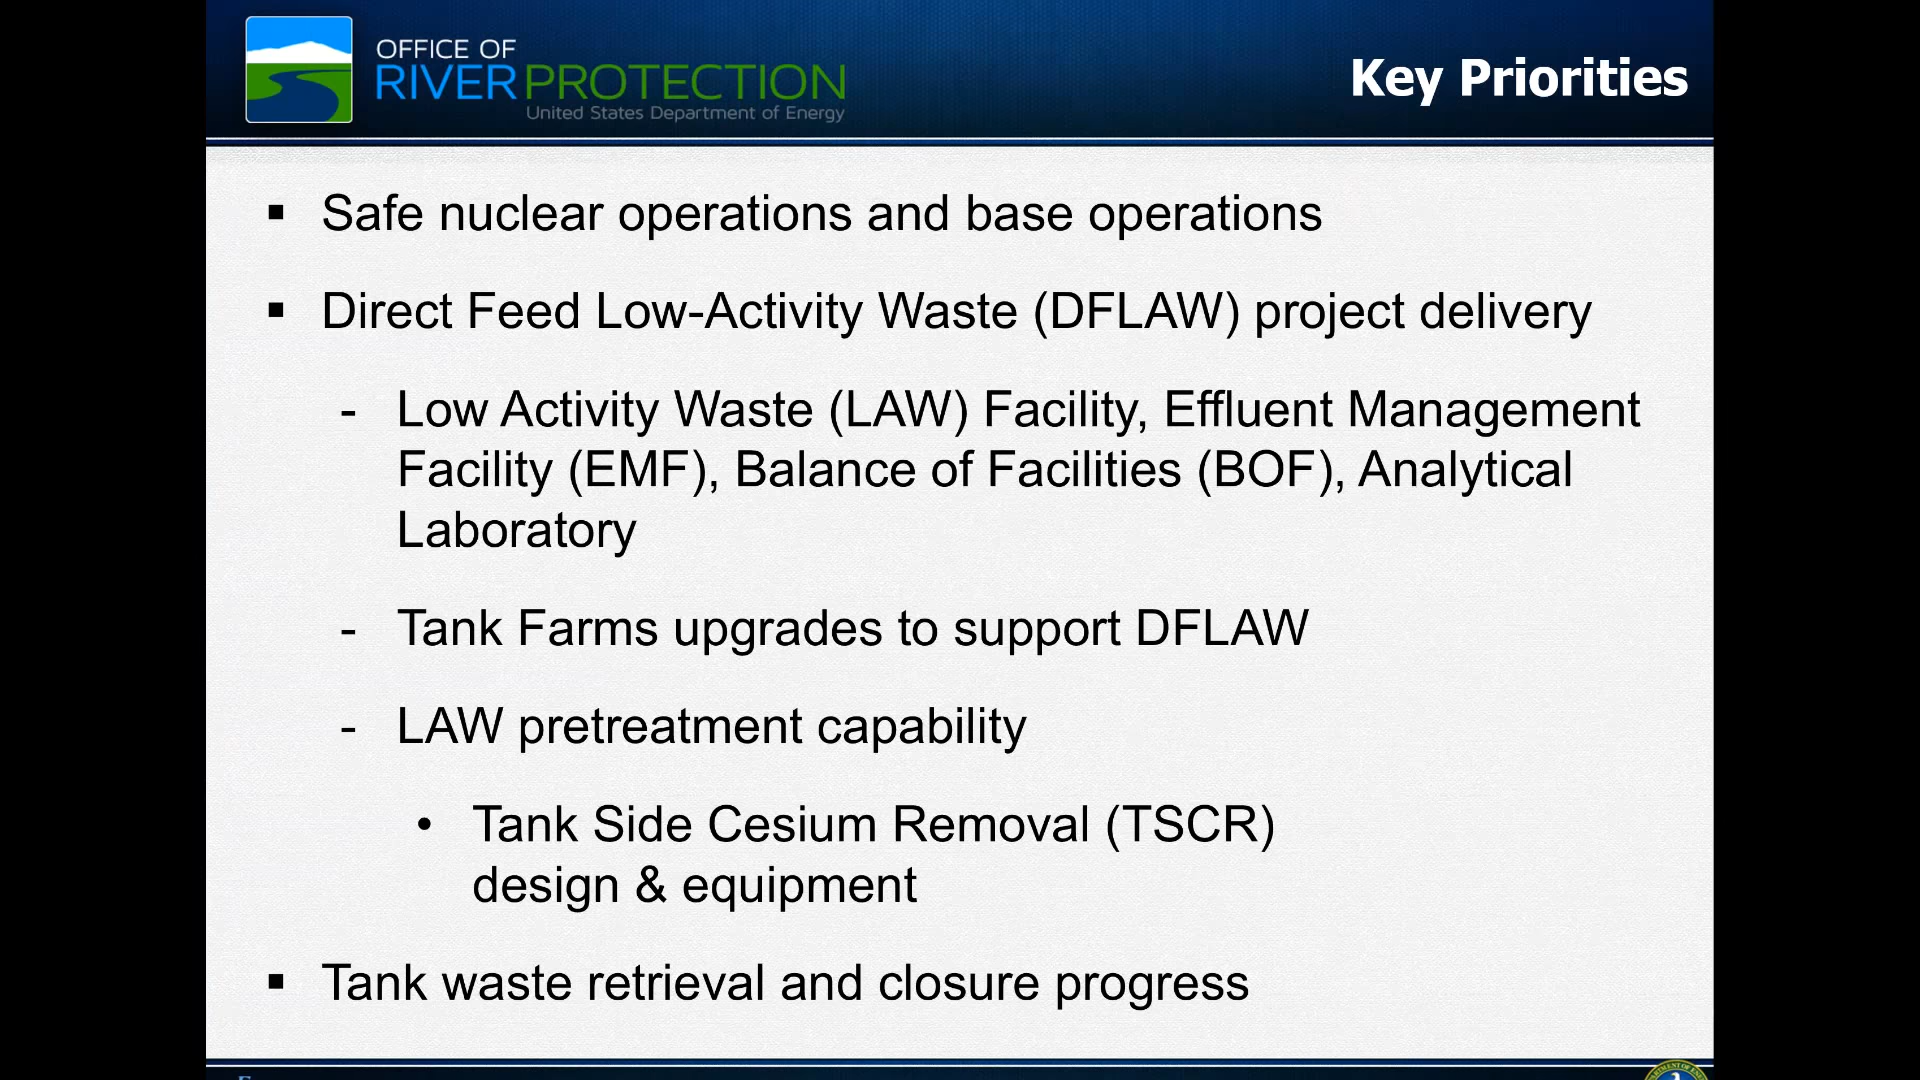 OFFICE OF
RIVER PROTECTION
United States Department of Energy
Key Priorities
▪ Safe nuclear operations and base operations
▪ Direct Feed Low-Activity Waste (DFLAW) project delivery
- Low Activity Waste (LAW) Facility, Effluent Management
Facility (EMF), Balance of Facilities (BOF), Analytical
Laboratory
- Tank Farms upgrades to support DFLAW
- LAW pretreatment capability
• Tank Side Cesium Removal (TSCR)
design & equipment
▪ Tank waste retrieval and closure progress